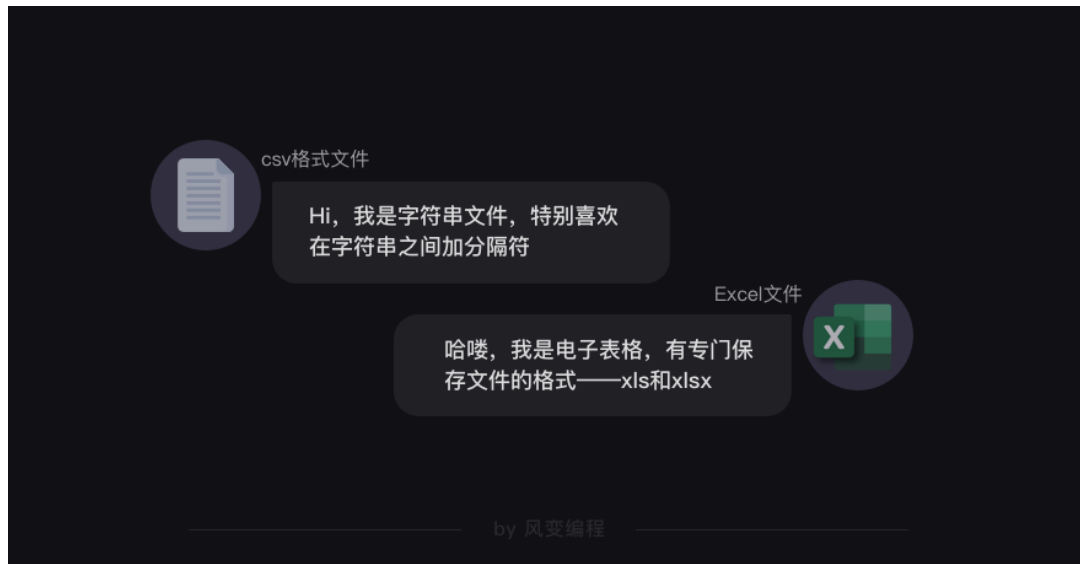 csv格式文件
Hi，我是字符串文件，特别喜欢
在字符串之间加分隔符
Excel文件
哈喽，我是电子表格，有专门保
存文件的格式——xls和xlsx
X
by 风变编程